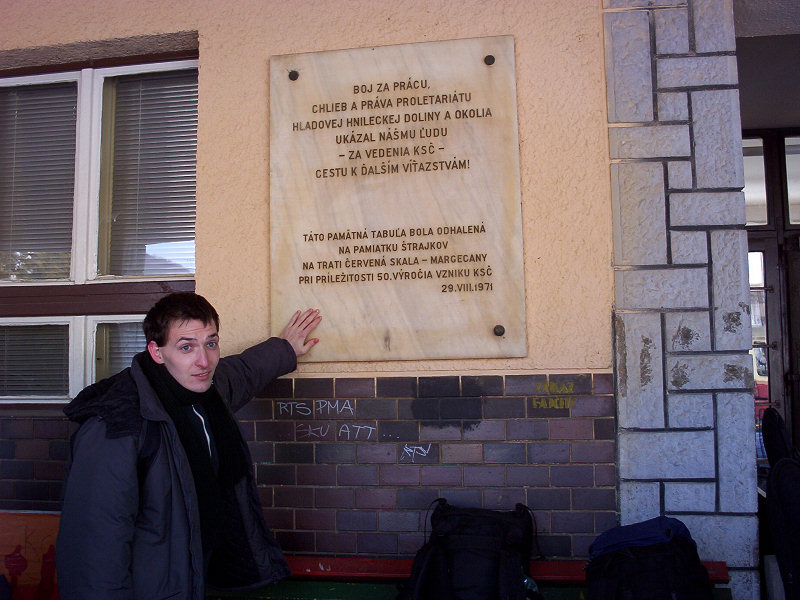 BOJ ZA PRÁCU,
CHLIEB A PRÁVA PROLETARIÁTU
HLADOVEJ HNILECKEJ DOLINY A OKOLIA
UKÁZAL NÁŠMU ĽUDU
– ZA VEDENIA KSČ –
CESTU K ĎALŠÍM VÍŤAZSTVÁM!
TÁTO PAMÄTNÁ TABUĽA BOLA ODHALENÁ
NA PAMIATKU ŠTRAJKOV
NA TRATI ČERVENÁ SKALA – MARGECANY
PRI PRÍLEŽITOSTI 50. VÝROČIA VZNIKU KSČ
29. VIII. 1971
RTS PMA
SKU ATT...